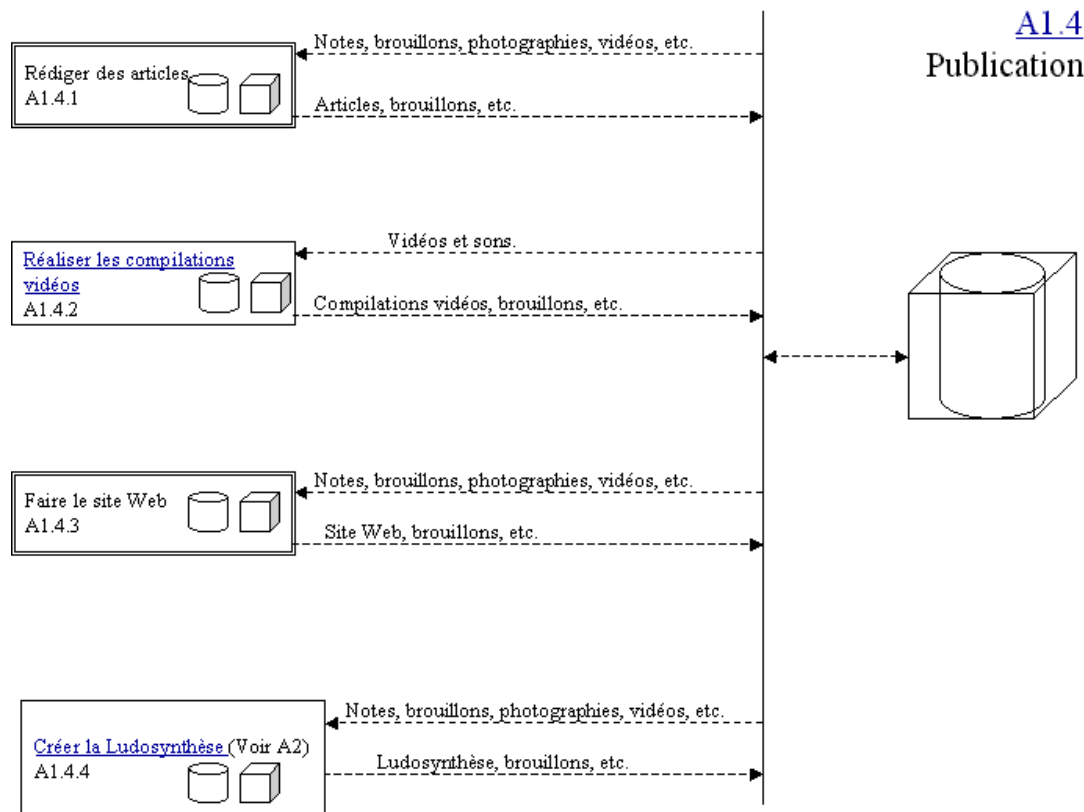 A1.4
Publication
Notes, brouillons, photographies, vidéos, etc.
Rédiger des articles
A1.4.1
Articles, brouillons, etc.
Vidéos et sons.
Réaliser les compilations
vidéos
A1.4.2
Compilations vidéos, brouillons, etc.
Notes, brouillons, photographies, vidéos, etc.
Faire le site Web
A1.4.3
Site Web, brouillons, etc.
Notes, brouillons, photographies, vidéos, etc.
Créer la Ludosynthèse (Voir A2)
A1.4.4
Ludosynthèse, brouillons, etc.